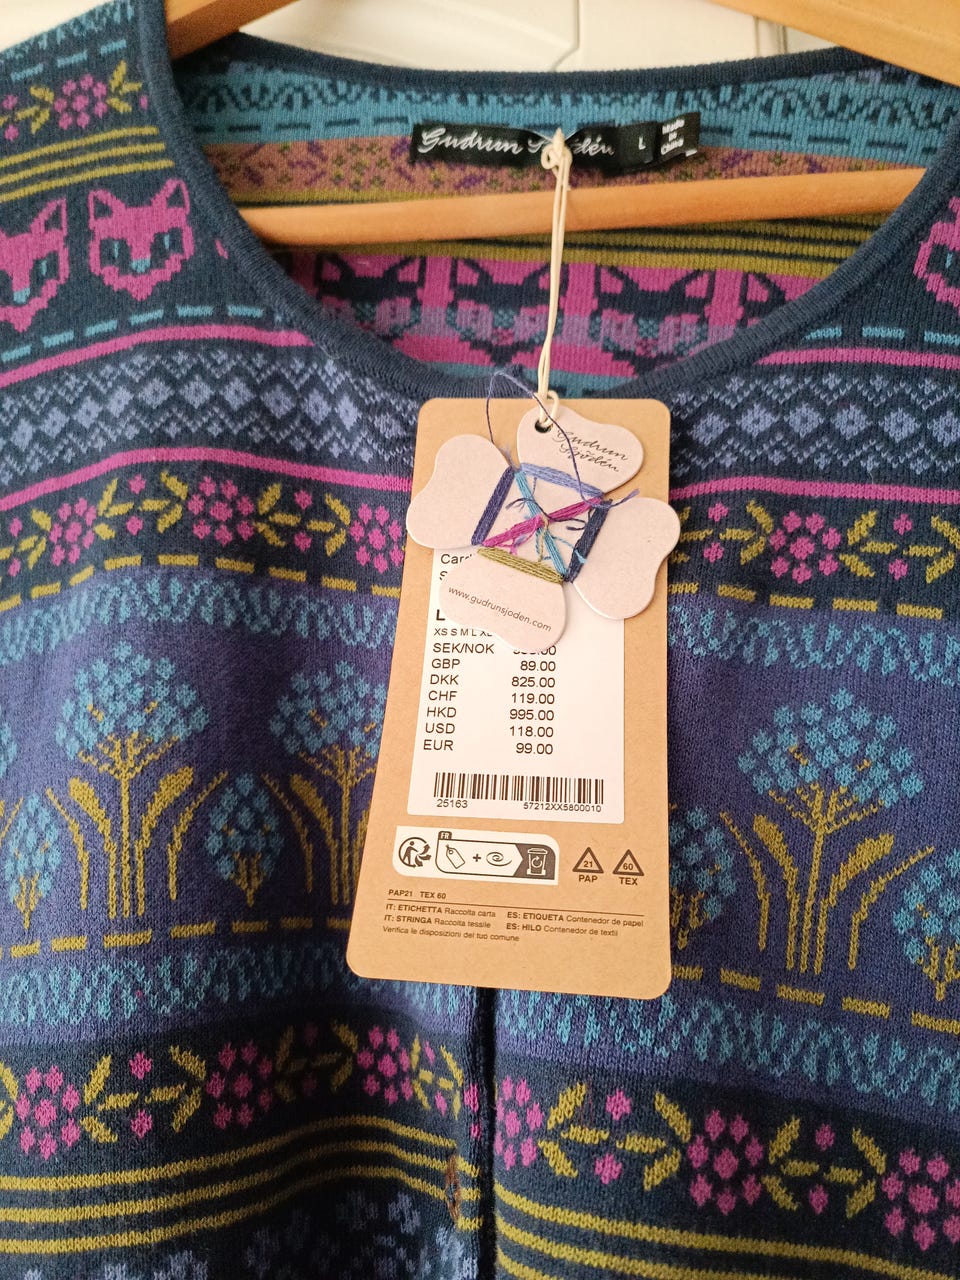 Gudrun Sjödén
L
Made
in
China
Gudrun
Sjödén
www.gudrunsjoden.com
L
XS S M L
SEK/NOK
GBP 89.00
DKK 825.00
CHF 119.00
HKD 995.00
USD 118.00
EUR 99.00
25163 57212XX5800010
FR
+
21
PAP
60
TEX
PAP21 TEX 60
IT: ETICHETTA Raccolta carta ES: ETIQUETA Contenedor de papel
IT: STRINGA Raccolta tessile ES: HILO Contenedor de textil
Verifica le disposizioni del tuo comune